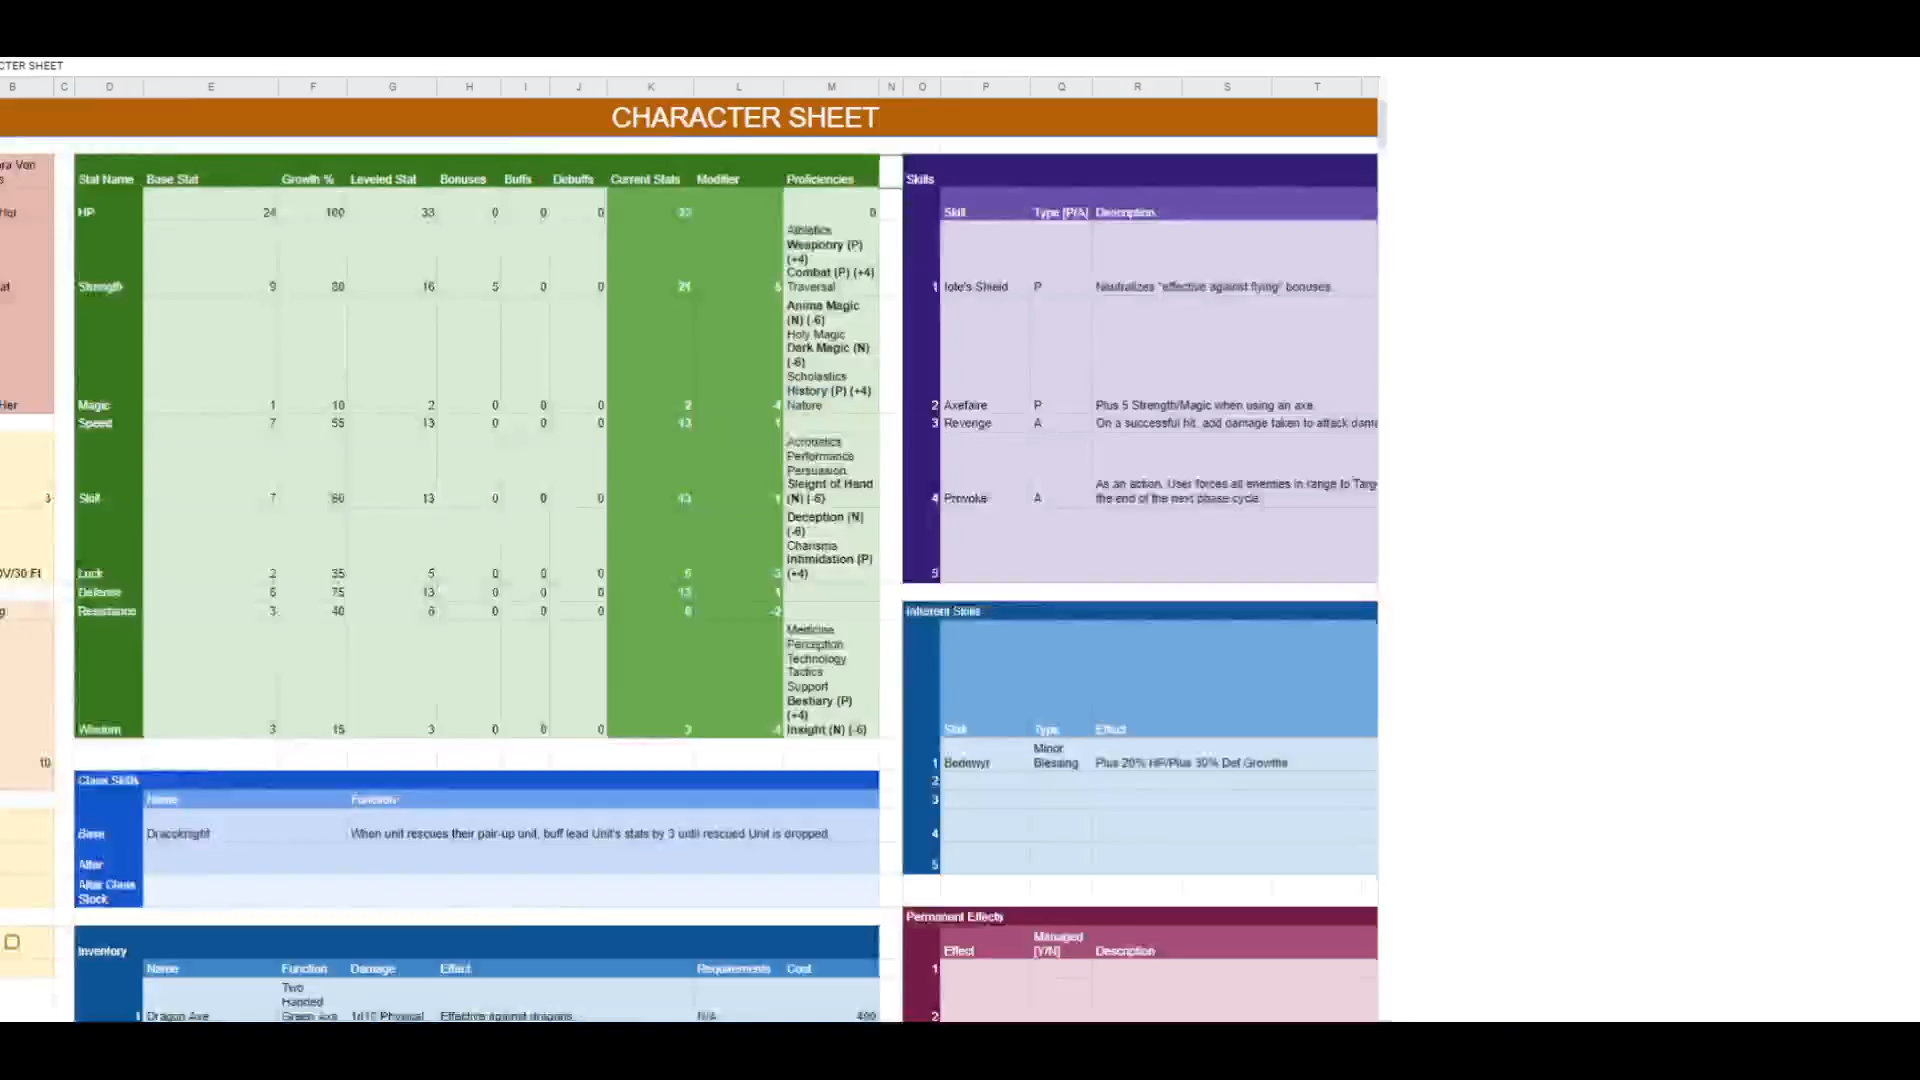 CTER SHEET
B C D E F G H I J K L M N O P Q R S T
CHARACTER SHEET
ra Von
Stat Name Base Stat Growth % Leveled Stat Bonuses Buffs Debuffs Current Stats Modifier Proficiencies
HP 24 100 33 0 0 0 33 0
Athletics
Weaponry (P)
(+4)
Combat (P) (+4)
Traversal
Strength 9 80 16 5 0 0 21 5
Anima Magic
(N) (-6)
Holy Magic
Dark Magic (N)
(-6)
Scholastics
History (P) (+4)
Nature
Magic 1 10 2 0 0 0 2 -4
Speed 7 55 13 0 0 0 13 1
Acrobatics
Performance
Persuasion
Sleight of Hand
(N) (-6)
Skill 7 60 13 0 0 0 13 1
Deception (N)
(-6)
Charisma
Intimidation (P)
(+4)
Luck 2 35 5 0 0 0 5
Defense 6 75 13 0 0 0 13 1
Resistance 3 40 6 0 0 0 6 -2
Medicine
Perception
Technology
Tactics
Support
Bestiary (P)
(+4)
Insight (N) (-6)
Wisdom 3 15 3 0 0 0 3 -4
Her
3
0V/30 Ft
10
Skills
Skill Type [P/A] Description
1 Iote's Shield P Neutralizes "effective against flying" bonuses.
2 Axefaire P Plus 5 Strength/Magic when using an axe
3 Revenge A On a successful hit, add damage taken to attack dama
4 Provoke A As an action, User forces all enemies in range to Targ
the end of the next phase cycle
5
Inherent Skills
Skill Type Effect
1 Bedwyr Minor
Blessing Plus 20% HP/Plus 30% Def Growths
2
3
4
5
Class Skills
Name Function
Base Dracoknight When unit rescues their pair-up unit, buff lead Unit's stats by 3 until rescued Unit is dropped.
Alter
Alter Class
Stock
Permanent Effects
Effect Managed
[Y/N] Description
1
2
Inventory
Name Function Damage Effect Requirements Cost
Two
Handed
1 Dragon Axe Green Axe 1d10 Physical Effective against dragons N/A